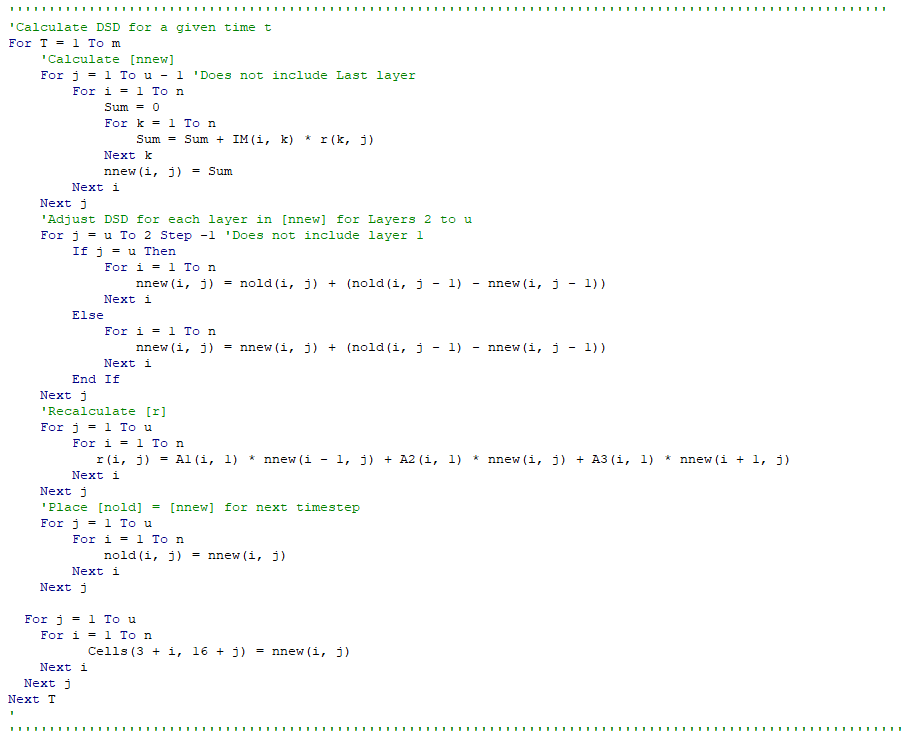 'Calculate DSD for a given time t
For T = 1 To m
    'Calculate [nnew]
    For j = 1 To u - 1 'Does not include Last layer
        For i = 1 To n
            Sum = 0
            For k = 1 To n
                Sum = Sum + IM(i, k) * r(k, j)
            Next k
            nnew(i, j) = Sum
        Next i
    Next j
    'Adjust DSD for each layer in [nnew] for Layers 2 to u
    For j = u To 2 Step -1 'Does not include layer 1
        If j = u Then
            For i = 1 To n
                nnew(i, j) = nold(i, j) + (nold(i, j - 1) - nnew(i, j - 1))
            Next i
        Else
            For i = 1 To n
                nnew(i, j) = nnew(i, j) + (nold(i, j - 1) - nnew(i, j - 1))
            Next i
        End If
    Next j
    'Recalculate [r]
    For j = 1 To u
        For i = 1 To n
           r(i, j) = A1(i, 1) * nnew(i - 1, j) + A2(i, 1) * nnew(i, j) + A3(i, 1) * nnew(i + 1, j)
        Next i
    Next j
    'Place [nold] = [nnew] for next timestep
    For j = 1 To u
        For i = 1 To n
            nold(i, j) = nnew(i, j)
        Next i
    Next j

  For j = 1 To u
    For i = 1 To n
          Cells(3 + i, 16 + j) = nnew(i, j)
    Next i
  Next j
Next T
'